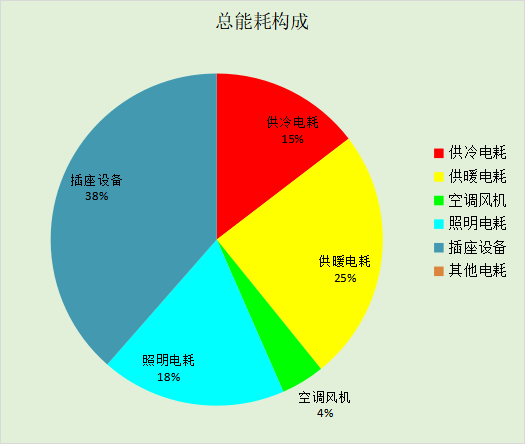 总能耗构成
供冷电耗
15%
供暖电耗
25%
空调风机
4%
照明电耗
18%
插座设备
38%
供冷电耗
供暖电耗
空调风机
照明电耗
插座设备
其他电耗